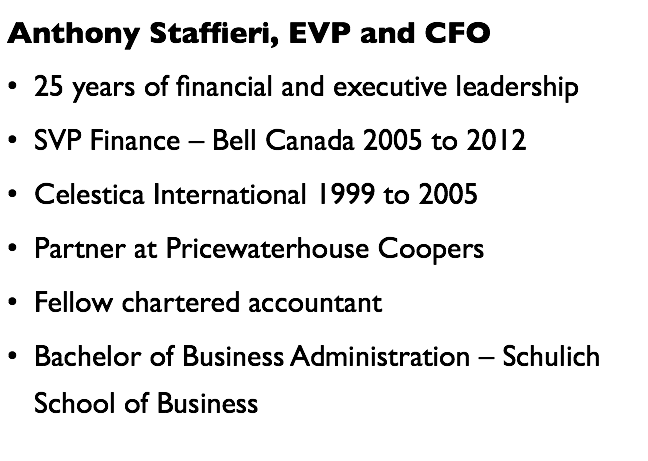 Anthony Staffieri, EVP and CFO
• 25 years of financial and executive leadership
• SVP Finance – Bell Canada 2005 to 2012
• Celestica International 1999 to 2005
• Partner at Pricewaterhouse Coopers
• Fellow chartered accountant
• Bachelor of Business Administration – Schulich
School of Business